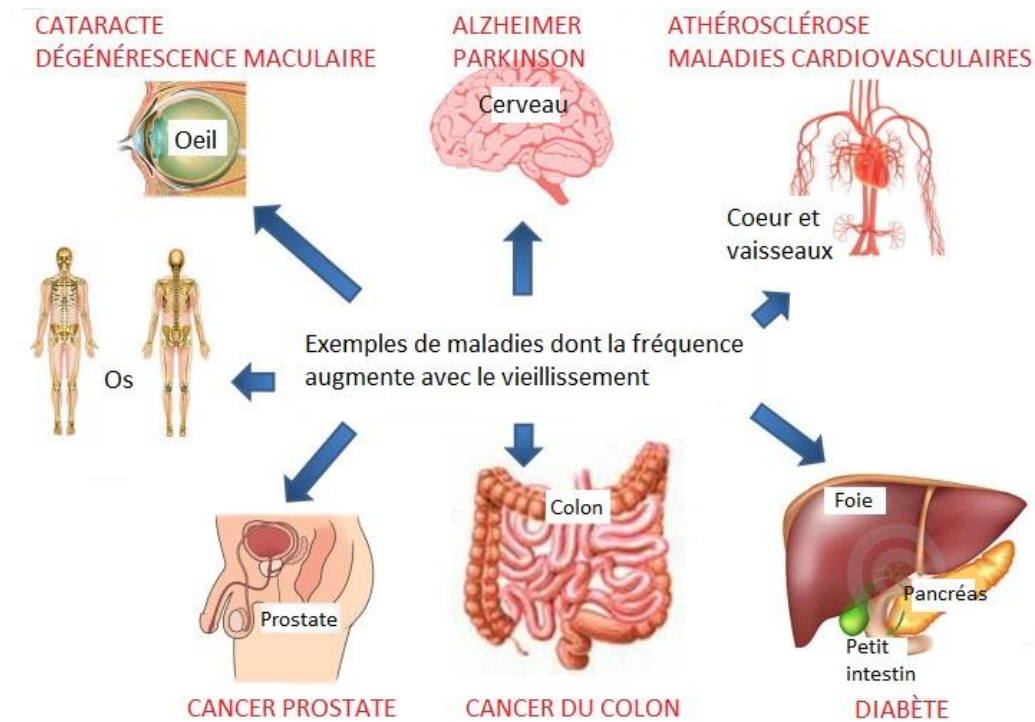 CATARACTE
DÉGÉNÉRESCENCE MACULAIRE
Oeil
ALZHEIMER
PARKINSON
Cerveau
ATHÉROSCLÉROSE
MALADIES CARDIOVASCULAIRES
Coeur et
vaisseaux
Os
Exemples de maladies dont la fréquence
augmente avec le vieillissement
Prostate
CANCER PROSTATE
Colon
CANCER DU COLON
Foie
Pancréas
Petit
intestin
DIABÈTE